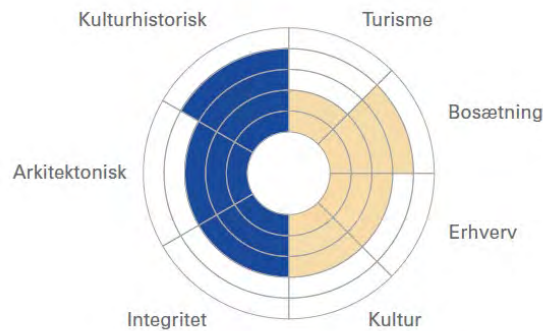 Kulturhistorisk
Turisme
Bosætning
Arkitektonisk
Erhverv
Integritet
Kultur